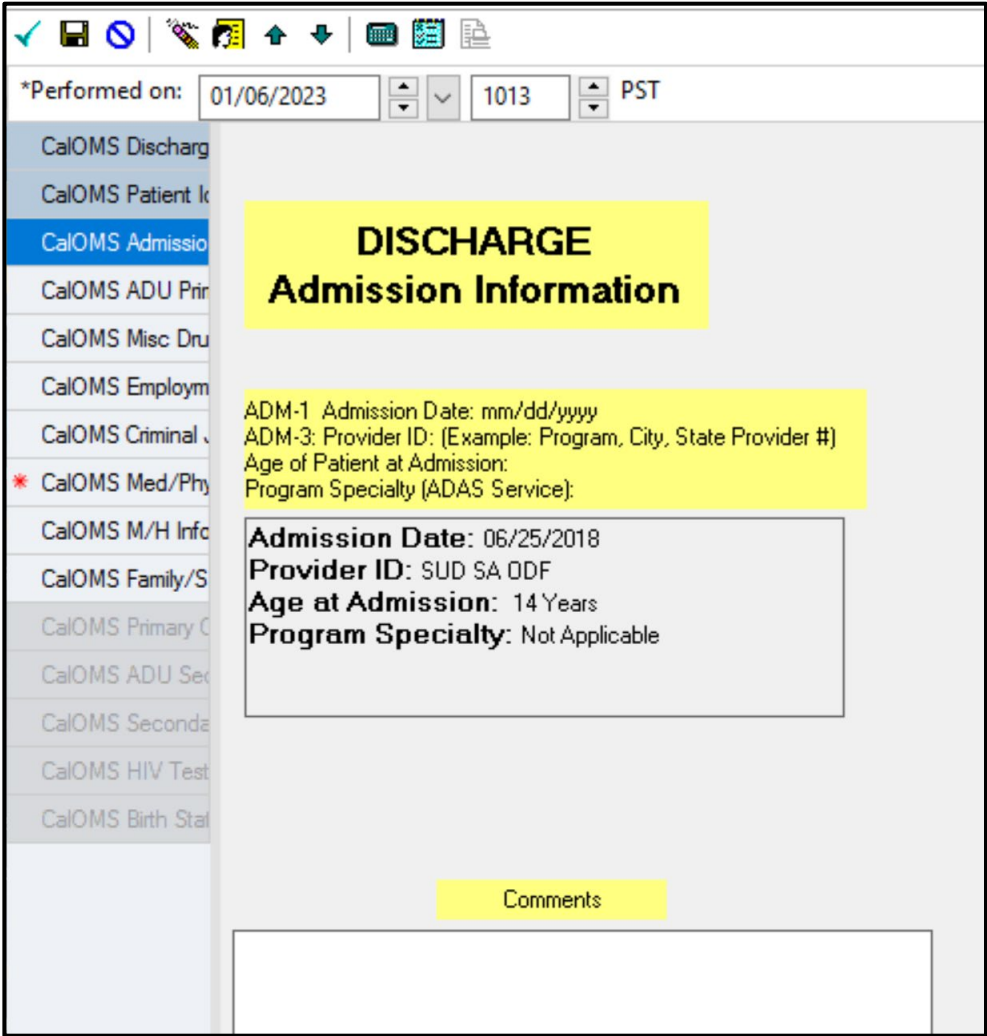 *Performed on: 01/06/2023 1013 PST
CalOMS Discharg
CalOMS Patient Id
CalOMS Admissio
CalOMS ADU Prin
CalOMS Misc Dru
CalOMS Employm
CalOMS Criminal J
* CalOMS Med/Phy
CalOMS M/H Info
CalOMS Family/S
CalOMS Primary C
CalOMS ADU Sec
CalOMS Seconda
CalOMS HIV Test
CalOMS Birth Stat
DISCHARGE
Admission Information
ADM-1 Admission Date: mm/dd/yyyy
ADM-3: Provider ID: (Example: Program, City, State Provider #)
Age of Patient at Admission:
Program Specialty (ADAS Service):
Admission Date: 06/25/2018
Provider ID: SUD SA ODF
Age at Admission: 14 Years
Program Specialty: Not Applicable
Comments